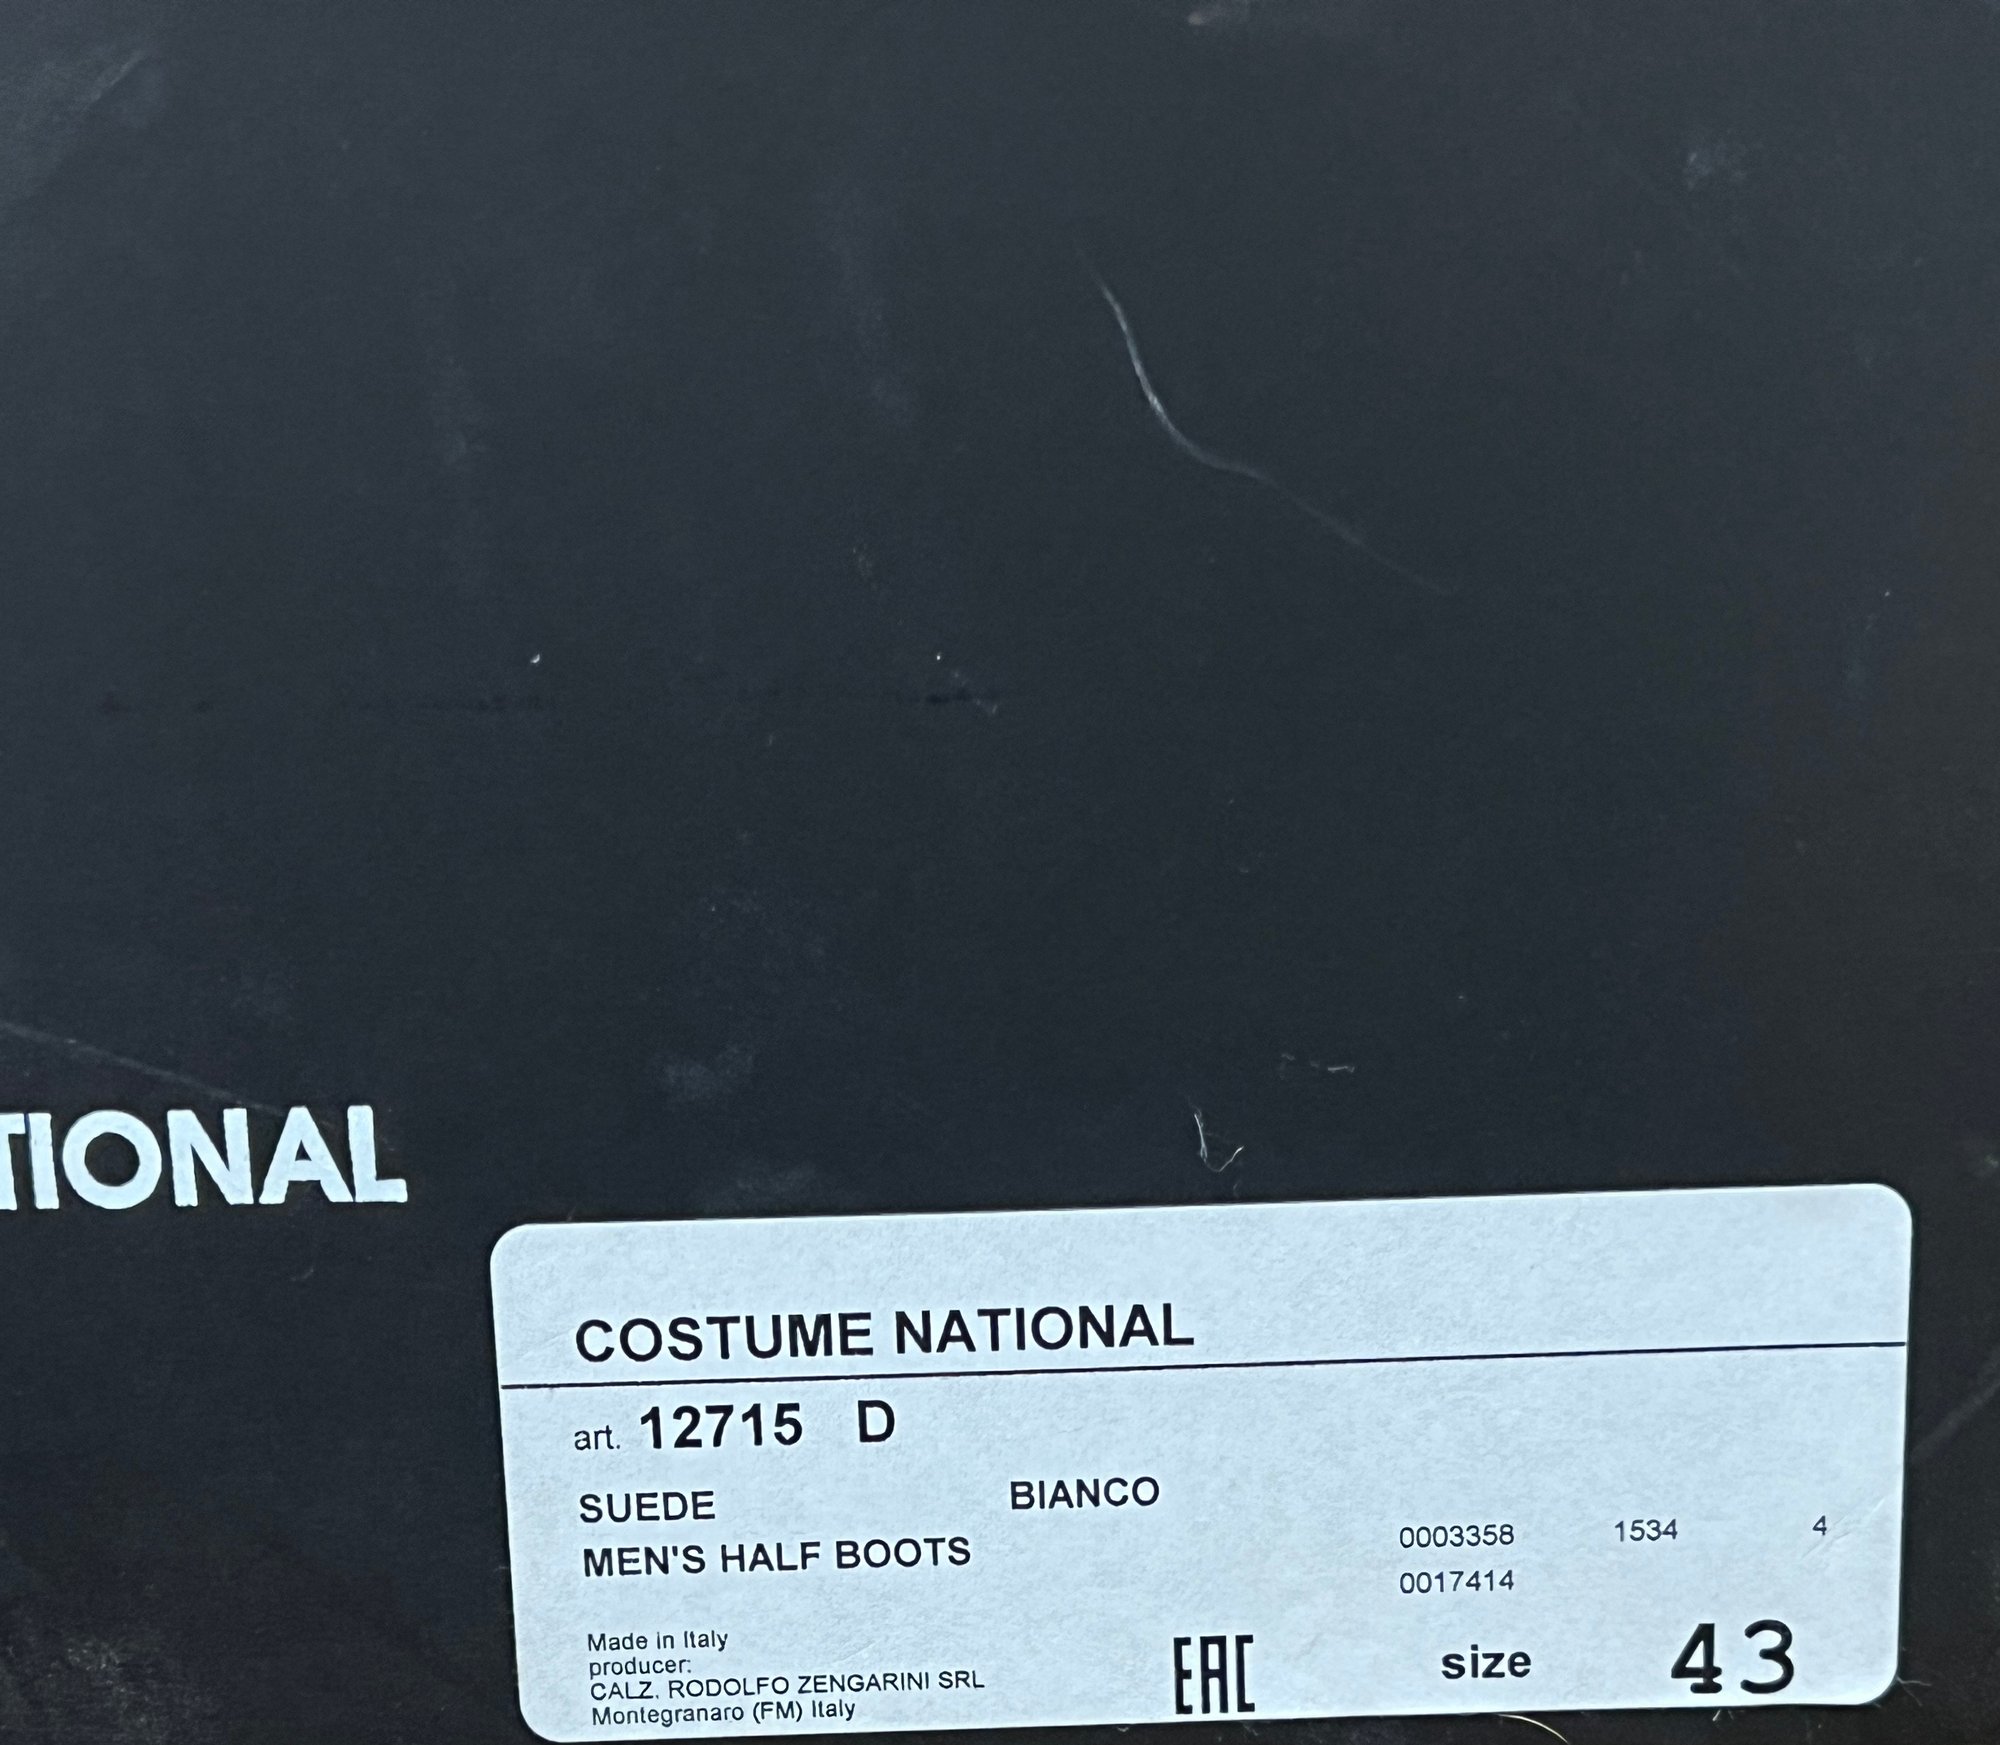 TIONAL
COSTUME NATIONAL
art. 12715 D
SUEDE BIANCO
MEN'S HALF BOOTS
0003358 1534 4
0017414
Made in Italy
producer:
CALZ. RODOLFO ZENGARINI SRL
Montegranaro (FM) Italy
EAC
size 43